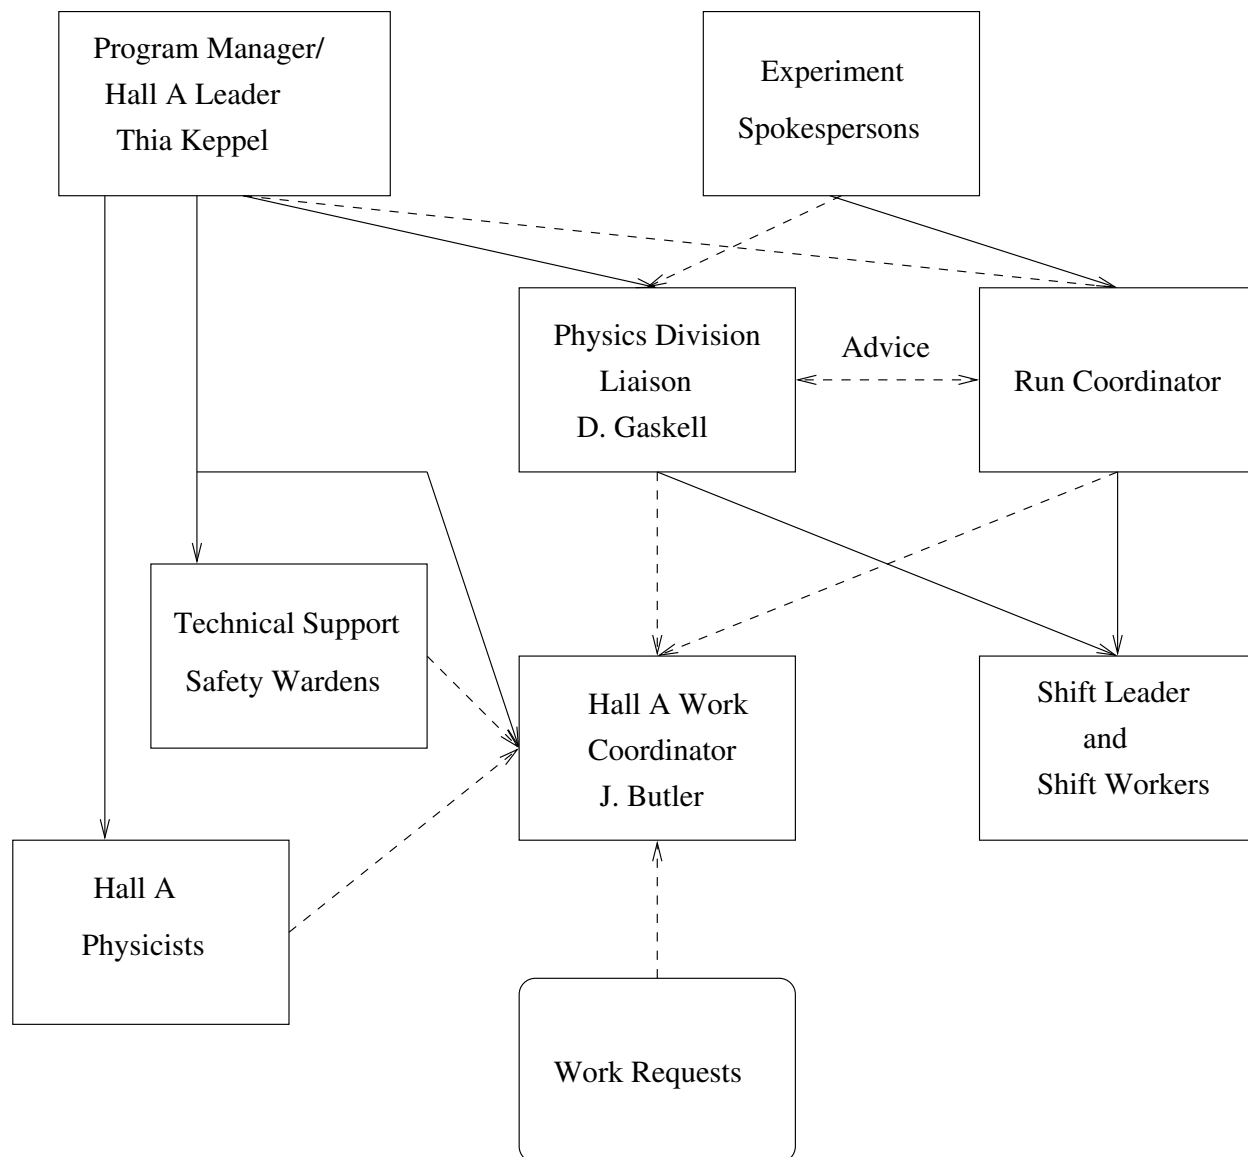 Program Manager/
Hall A Leader
Thia Keppel
Experiment
Spokespersons
Physics Division
Liaison
D. Gaskell
Advice
Run Coordinator
Technical Support
Safety Wardens
Hall A Work
Coordinator
J. Butler
Shift Leader
and
Shift Workers
Hall A
Physicists
Work Requests